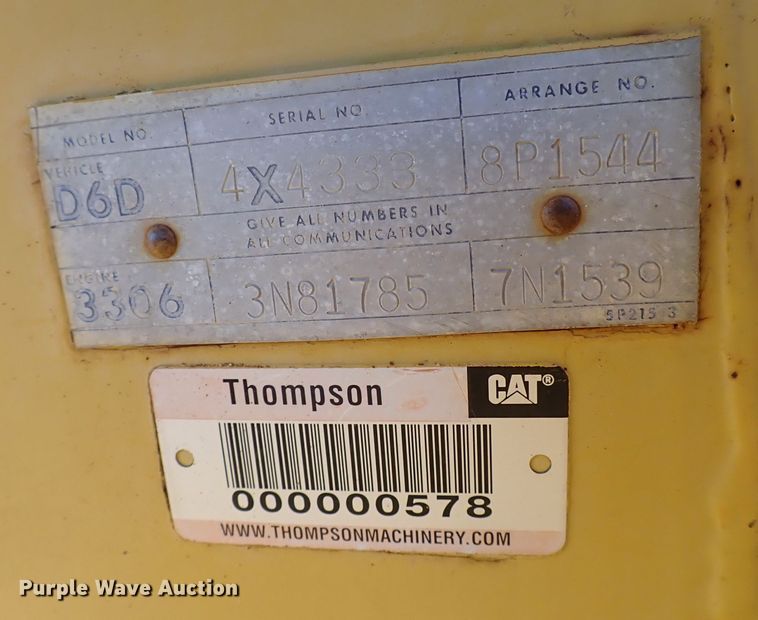 MODEL NO. SERIAL NO. ARRANGE NO.
VEHICLE
D6D 4X4333 8P1544
GIVE ALL NUMBERS IN
ALL COMMUNICATIONS
ENGINE
3306 3N81785 7N1539
Thompson CAT®
000000578
WWW.THOMPSONMACHINERY.COM
Purple Wave Auction